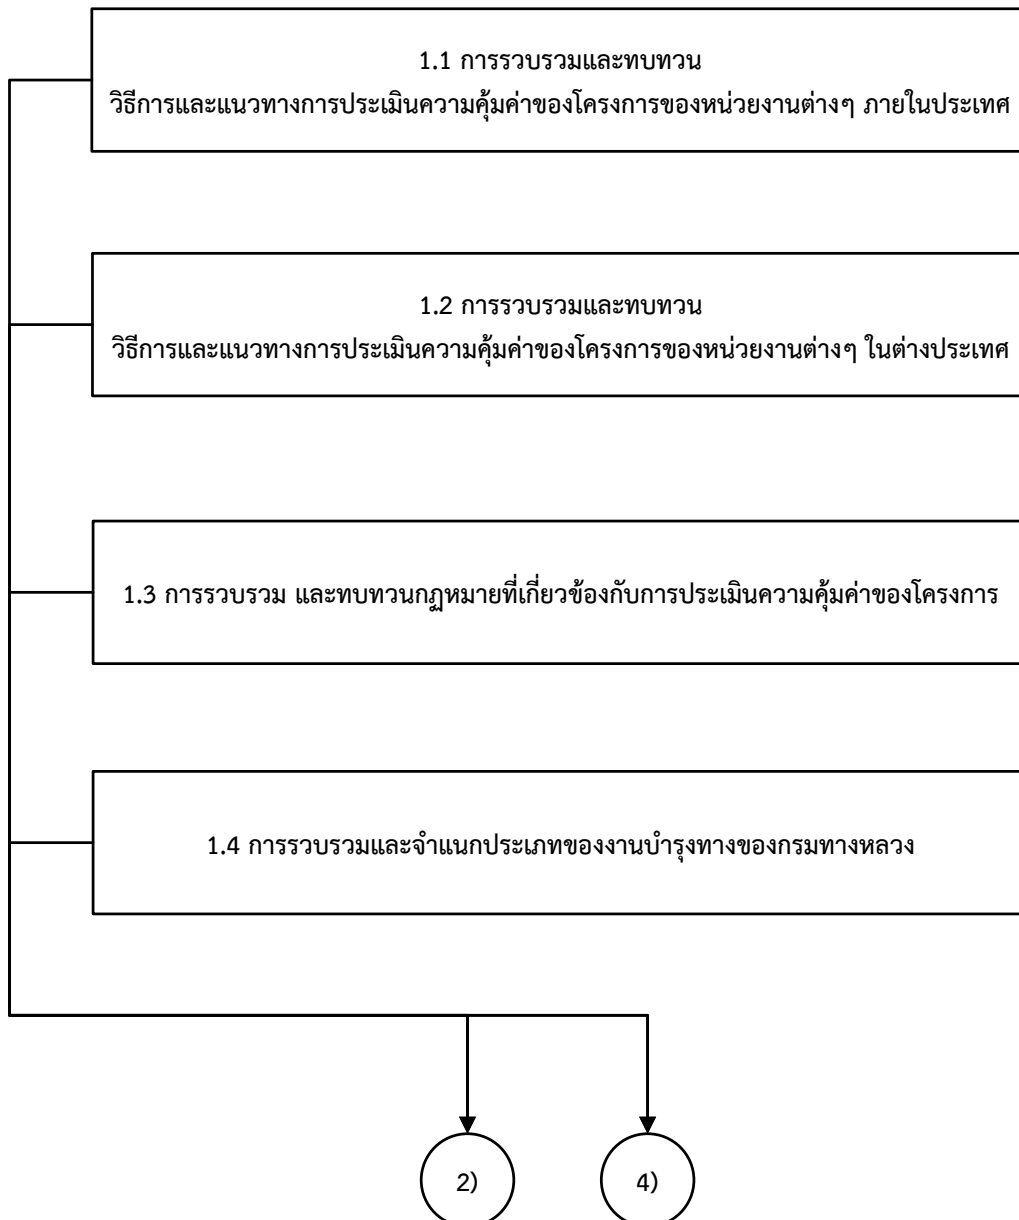 1.1 การรวบรวมและทบทวน
วิธีการและแนวทางการประเมินความคุ้มค่าของโครงการของหน่วยงานต่างๆ ภายในประเทศ
1.2 การรวบรวมและทบทวน
วิธีการและแนวทางการประเมินความคุ้มค่าของโครงการของหน่วยงานต่างๆ ในต่างประเทศ
1.3 การรวบรวม และทบทวนกฎหมายที่เกี่ยวข้องกับการประเมินความคุ้มค่าของโครงการ
1.4 การรวบรวมและจำแนกประเภทของงานบำรุงทางของกรมทางหลวง
2)
4)